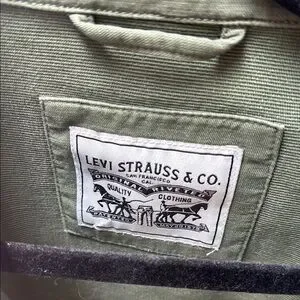 LEVI STRAUSS & CO.
SAN FRANCISCO
CAL.
ORIGINAL RIVETED
QUALITY CLOTHING